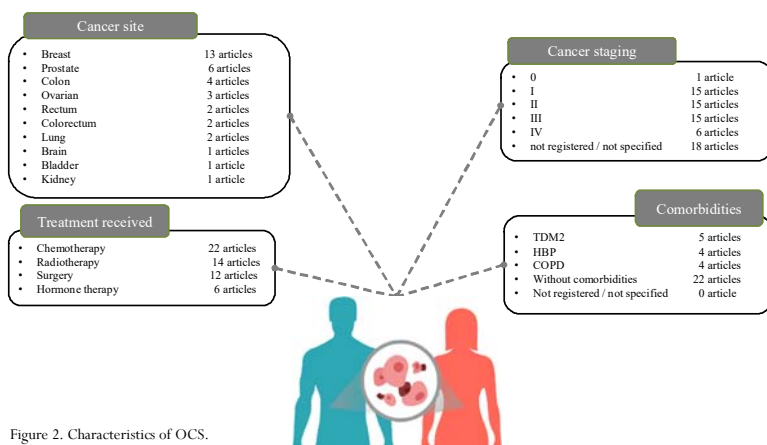 Cancer site
• Breast 13 articles
• Prostate 6 articles
• Colon 4 articles
• Ovarian 3 articles
• Rectum 2 articles
• Colorectum 2 articles
• Lung 2 articles
• Brain 1 articles
• Bladder 1 article
• Kidney 1 article
Treatment received
• Chemotherapy 22 articles
• Radiotherapy 14 articles
• Surgery 12 articles
• Hormone therapy 6 articles
Cancer staging
• 0 1 article
• I 15 articles
• II 15 articles
• III 15 articles
• IV 6 articles
• not registered / not specified 18 articles
Comorbidities
• TDM2 5 articles
• HBP 4 articles
• COPD 4 articles
• Without comorbidities 22 articles
• Not registered / not specified 0 article
Figure 2. Characteristics of OCS.